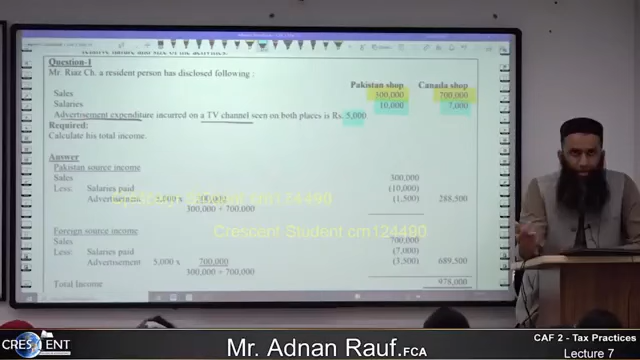 Question-1
Mr Riaz Ch. a resident person has disclosed following :
Pakistan shop Canada shop
Sales 300,000 700,000
Salaries 10,000 7,000
Advertisement expenditure incurred on a TV channel seen on both places is Rs. 5,000
Required:
Calculate his total income.
Answer
Pakistan source income
Sales 300,000
Less: Salaries paid (10,000)
Advertisement 5,000 x 300,000 (1,500) 288,500
300,000 + 700,000
Crescent Student cm124490
Foreign source income
Sales 700,000
Less: Salaries paid (7,000)
Advertisement 5,000 x 700,000 (3,500) 689,500
300,000 + 700,000
Total Income 978,000
CRESCENT
Mr. Adnan Rauf.FCA
CAF 2 - Tax Practices
Lecture 7